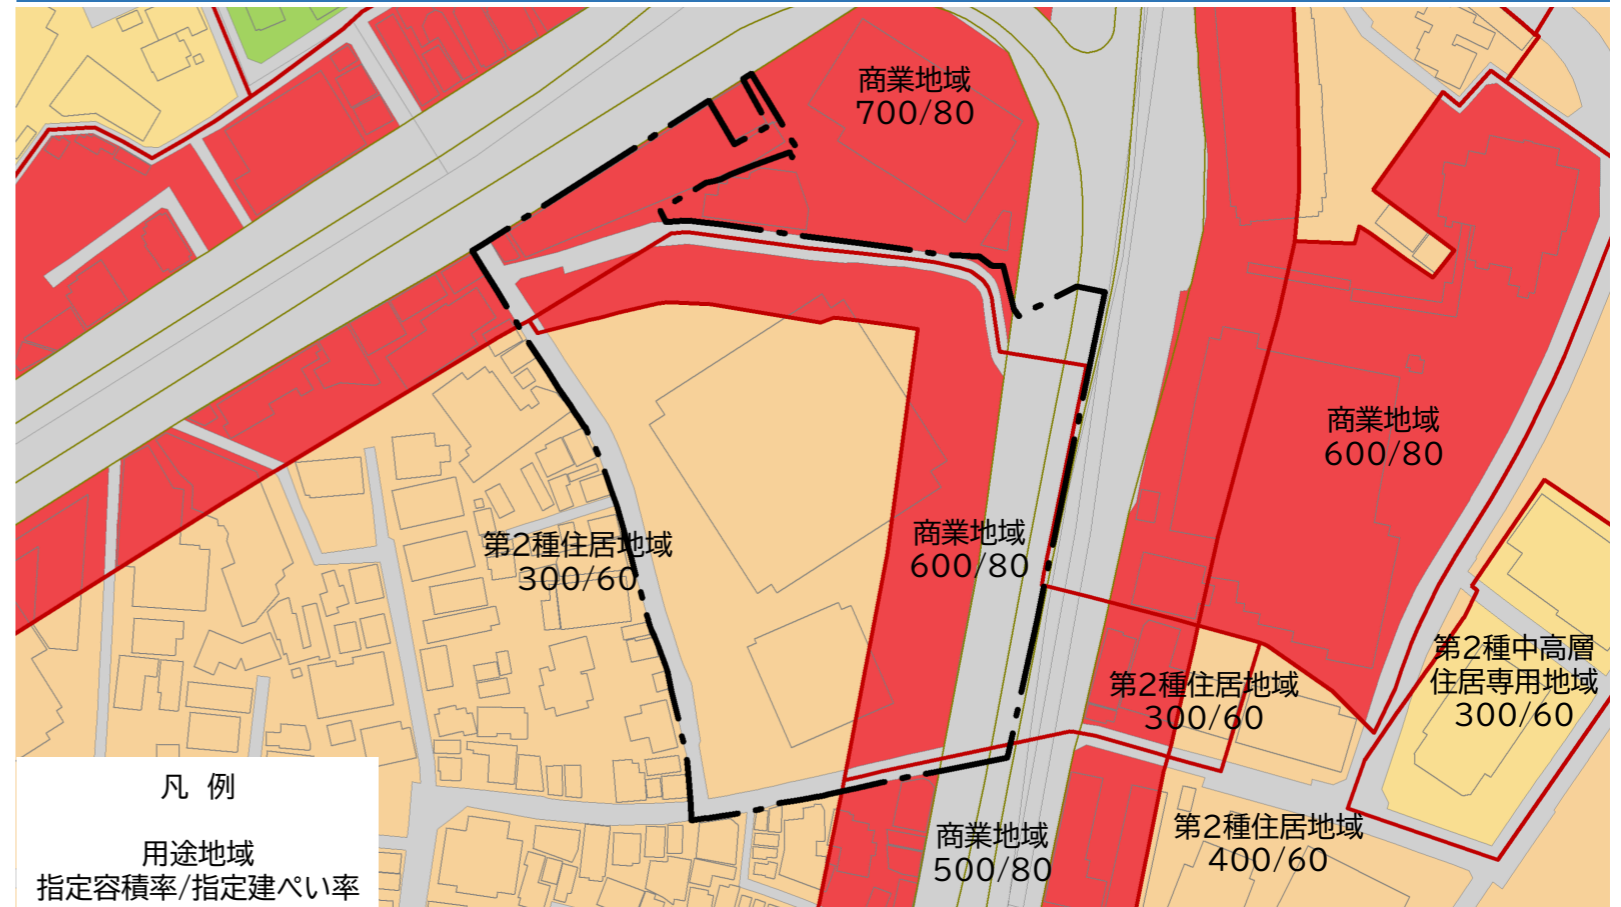 商業地域
700/80
商業地域
600/80
商業地域
600/80
第2種住居地域
300/60
第2種中高層
住居専用地域
300/60
第2種住居地域
300/60
第2種住居地域
400/60
商業地域
500/80
凡 例
用途地域
指定容積率/指定建ぺい率